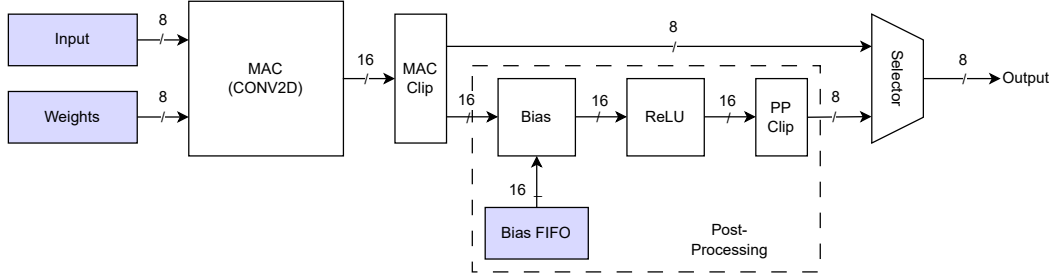 Input
8
Weights
8
MAC
(CONV2D)
16
MAC
Clip
8
16
Bias
16
ReLU
16
PP
Clip
8
16
Bias FIFO
Post-
Processing
Selector
8
Output